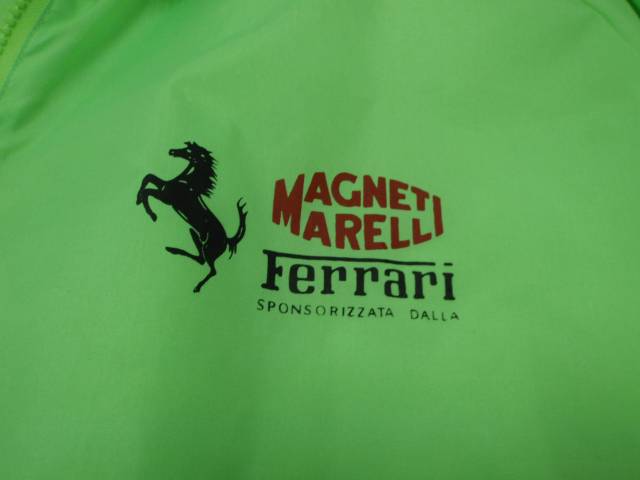 MAGNETI
MARELLI
Ferrari
SPONSORIZZATA DALLA